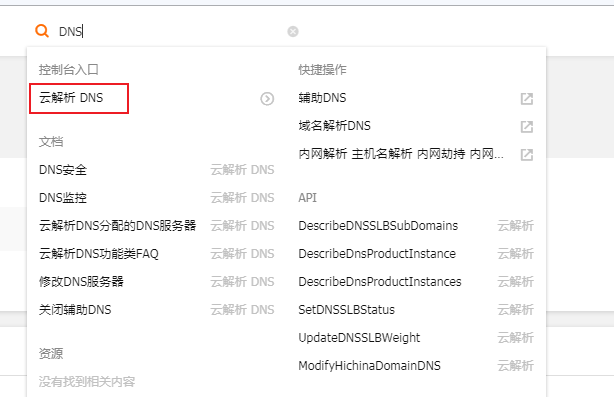 DNS
控制台入口
云解析 DNS
文档
DNS安全 云解析 DNS
DNS监控 云解析 DNS
云解析DNS分配的DNS服务器 云解析 DNS
云解析DNS功能类FAQ 云解析 DNS
修改DNS服务器 云解析 DNS
关闭辅助DNS 云解析 DNS
资源
没有找到相关内容
快捷操作
辅助DNS
域名解析DNS
内网解析 主机名解析 内网劫持 内网...
API
DescribeDNSSLBSubDomains 云解析
DescribeDnsProductInstance 云解析
DescribeDnsProductInstances 云解析
SetDNSSLBStatus 云解析
UpdateDNSSLBWeight 云解析
ModifyHichinaDomainDNS 云解析